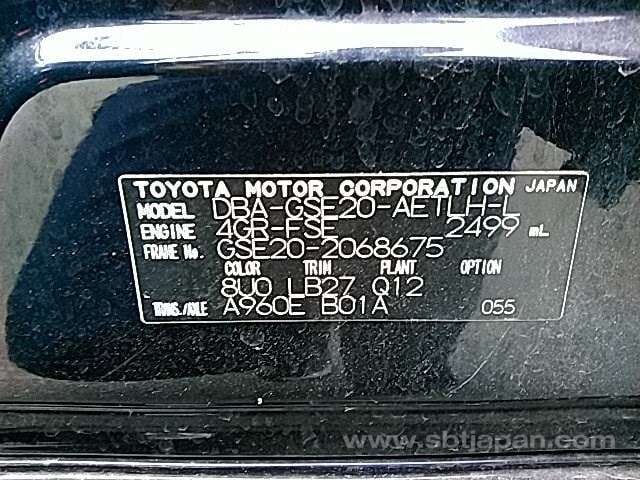 TOYOTA MOTOR CORPORATION JAPAN
MODEL DBA-GSE20-AETLH-L
ENGINE 4GR-FSE 2499 mL
FRAME No. GSE20-2068675
COLOR TRIM PLANT OPTION
8U0 LB27 Q12
TRANS./AXLE A960E B01A 055
www.sbtjapan.com